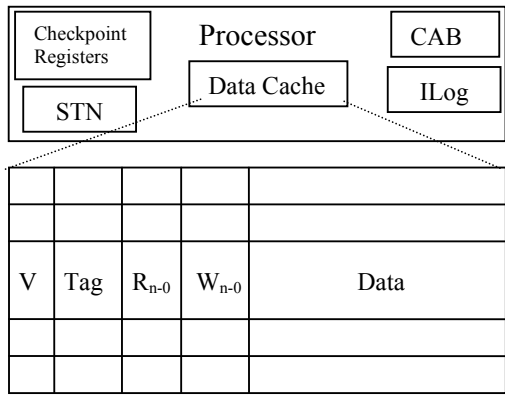 Checkpoint
Registers
Processor
CAB
Data Cache
ILog
STN
V Tag Rn-0 Wn-0 Data